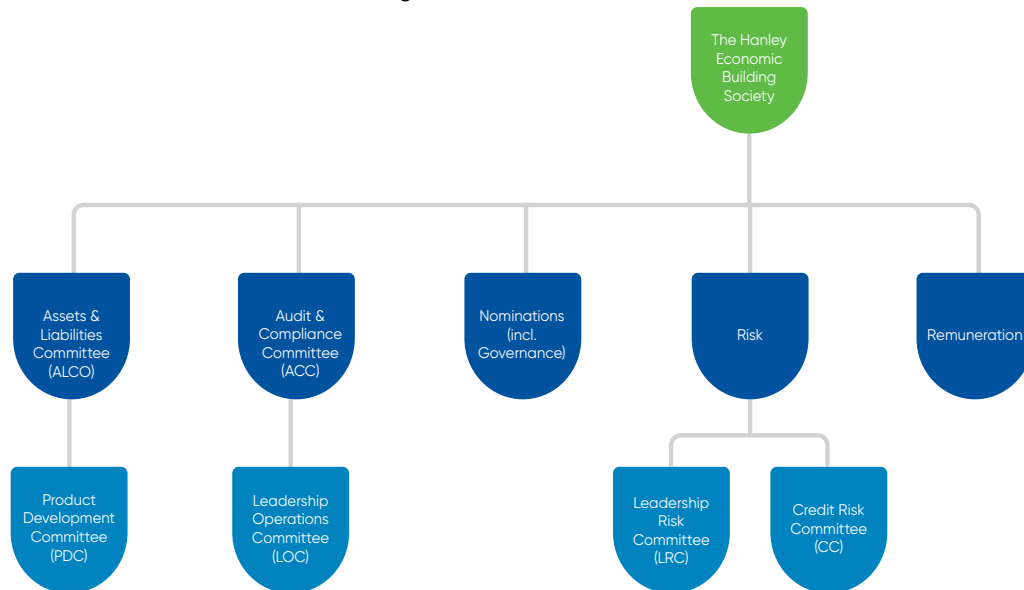 The Hanley
Economic
Building
Society
Assets &
Liabilities
Committee
(ALCO)
Audit &
Compliance
Committee
(ACC)
Nominations
(incl.
Governance)
Risk
Remuneration
Product
Development
Committee
(PDC)
Leadership
Operations
Committee
(LOC)
Leadership
Risk
Committee
(LRC)
Credit Risk
Committee
(CC)